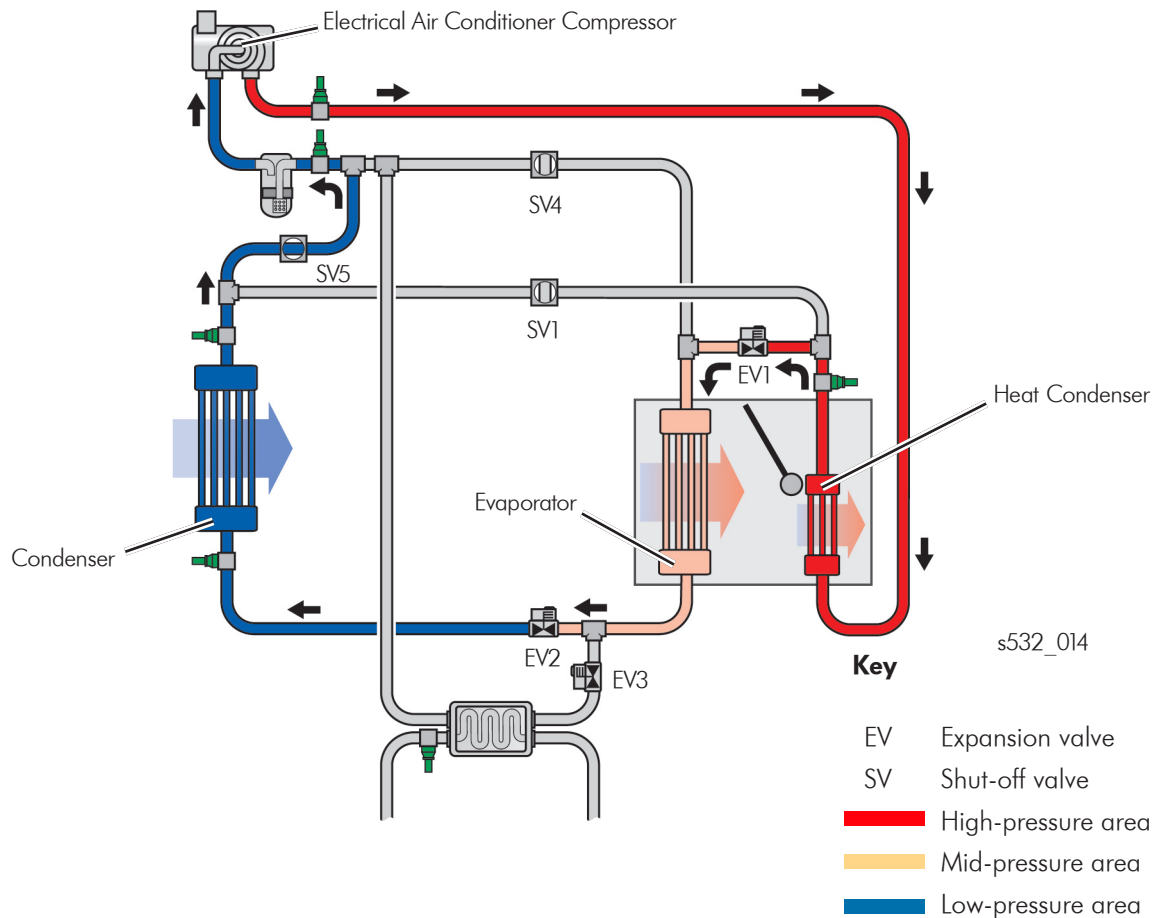 Electrical Air Conditioner Compressor
SV4
SV5
SV1
EV1
Heat Condenser
Evaporator
Condenser
EV2
EV3
s532_014
Key
EV Expansion valve
SV Shut-off valve
High-pressure area
Mid-pressure area
Low-pressure area